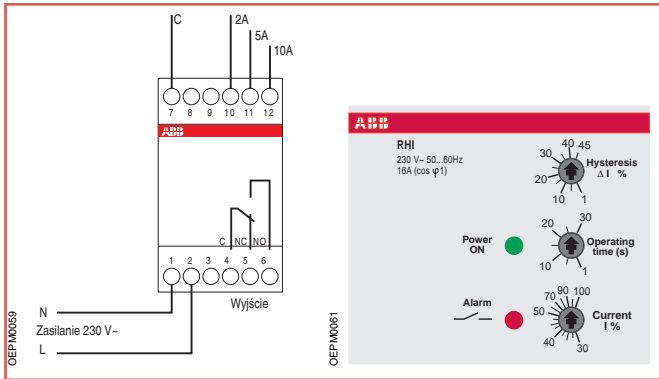 C
2A
5A
10A
7 8 9 10 11 12
ABB
C NC NO
1 2 3 4 5 6
N
Zasilanie 230 V~
L
Wyjście
OEPM0059
ABB
RHI
230 V~ 50...60Hz
16A (cos φ1)
40 45
30
20
10 1
Hysteresis
Δ I %
Power
ON
30
20
10
1
Operating
time (s)
Alarm
90 100
70
50
40
30
Current
I %
OEPM0061